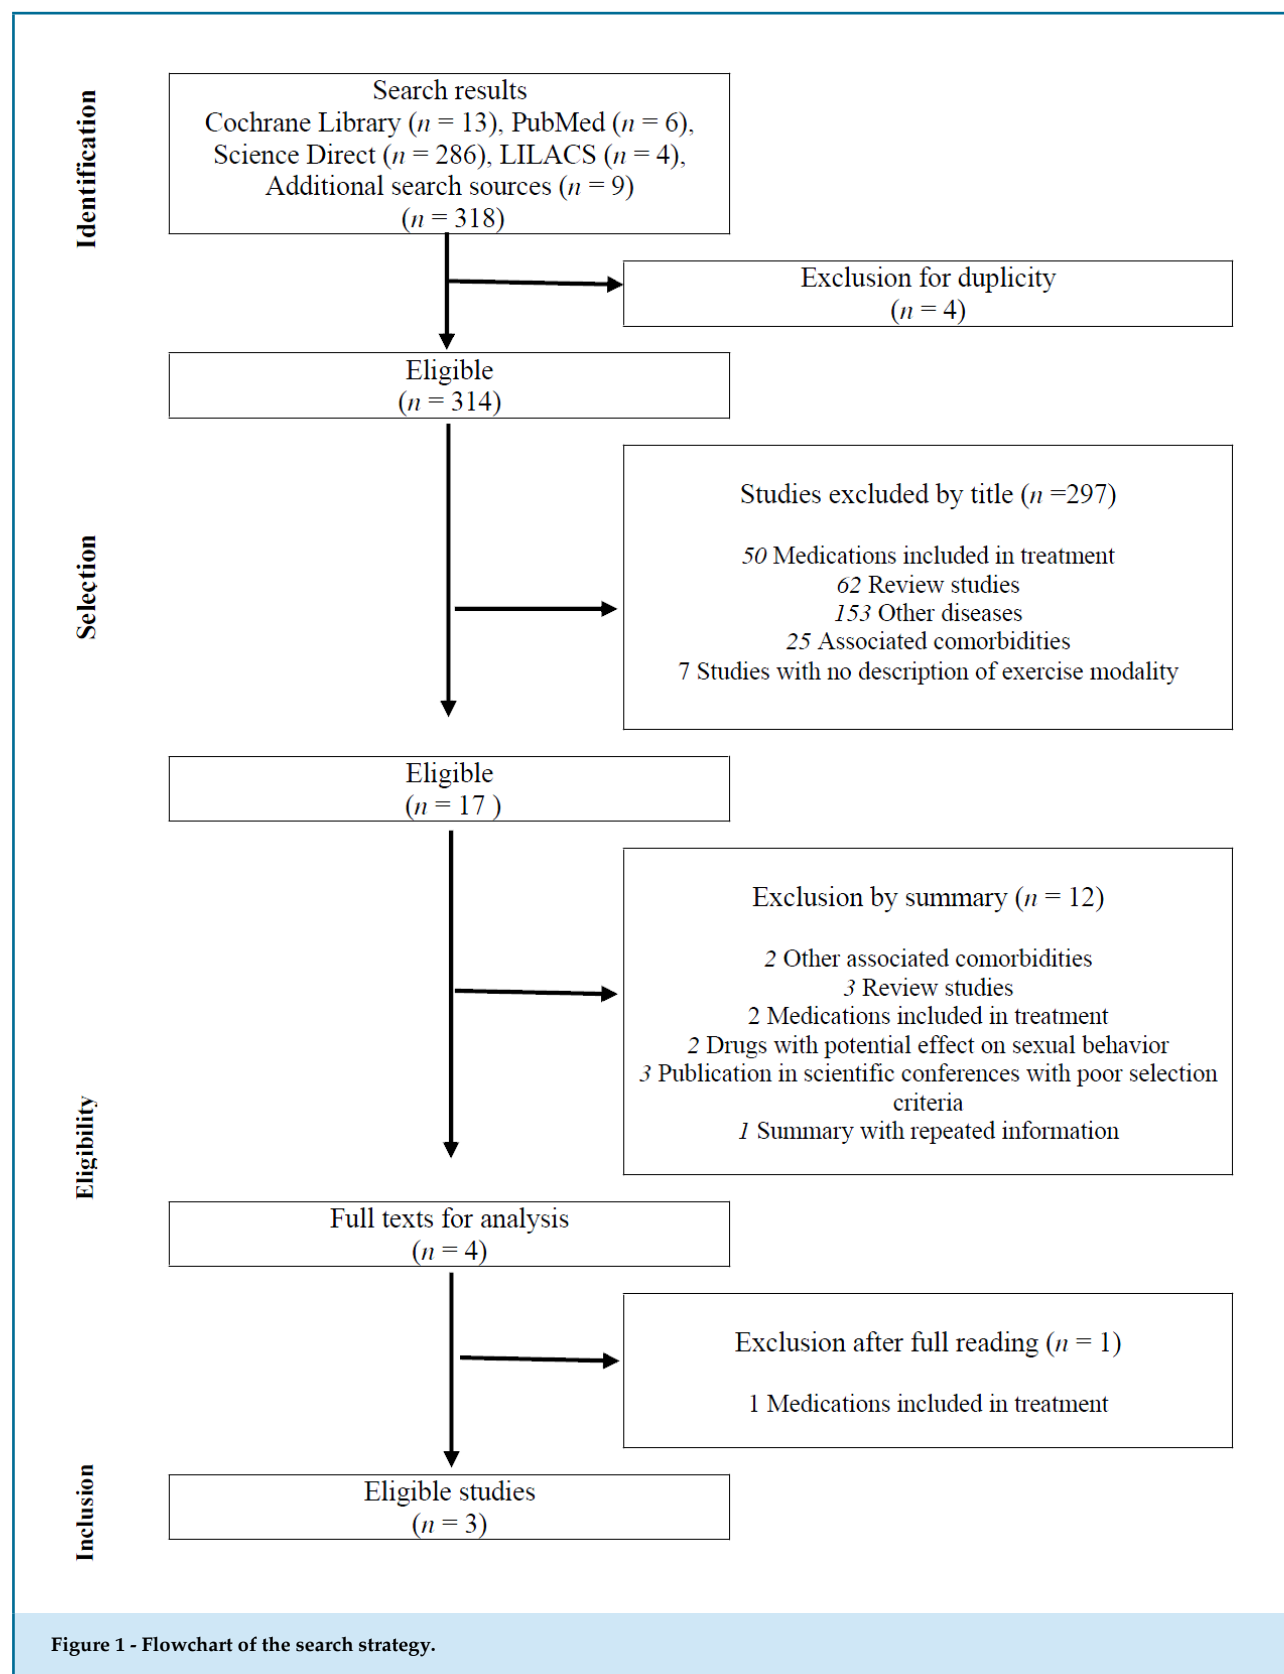 Identification
Search results
Cochrane Library (n = 13), PubMed (n = 6),
Science Direct (n = 286), LILACS (n = 4),
Additional search sources (n = 9)
(n = 318)
Exclusion for duplicity
(n = 4)
Eligible
(n = 314)
Selection
Studies excluded by title (n =297)
50 Medications included in treatment
62 Review studies
153 Other diseases
25 Associated comorbidities
7 Studies with no description of exercise modality
Eligible
(n = 17 )
Eligibility
Exclusion by summary (n = 12)
2 Other associated comorbidities
3 Review studies
2 Medications included in treatment
2 Drugs with potential effect on sexual behavior
3 Publication in scientific conferences with poor selection
criteria
1 Summary with repeated information
Full texts for analysis
(n = 4)
Exclusion after full reading (n = 1)
1 Medications included in treatment
Inclusion
Eligible studies
(n = 3)
Figure 1 - Flowchart of the search strategy.